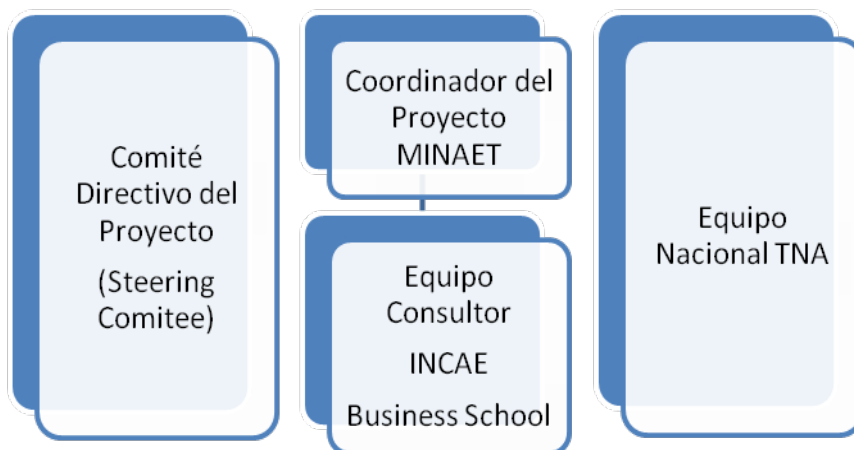 Comité
Directivo del
Proyecto
(Steering
Comitee)
Coordinador del
Proyecto
MINAET
Equipo
Consultor
INCAE
Business School
Equipo
Nacional TNA